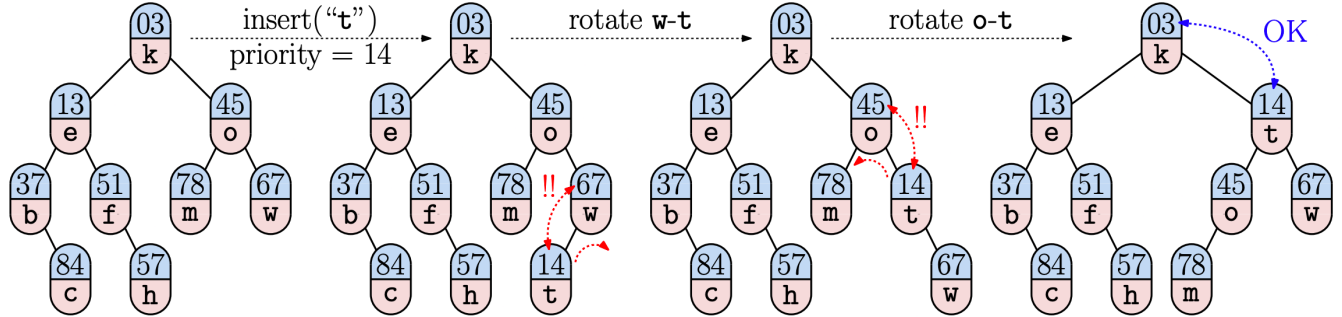 03 insert(“t”) 03 rotate w-t 03 rotate o-t 03 OK
k priority = 14 k k k
13 45 13 45 13 45 !! 13 14
e o e o e o e t
37 51 78 67 37 51 78 !! 67 37 51 78 14 37 51 45 67
b f m w b f m w b f m t b f o w
84 57 84 57 14 84 57 67 84 57 78
c h c h t c h w c h m